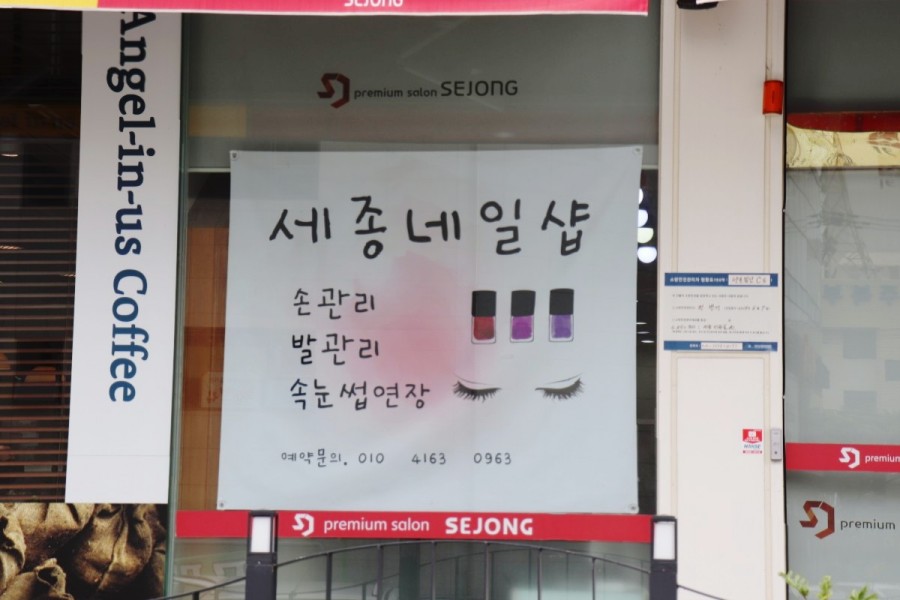 SEJONG
Angel-in-us Coffee
premium salon SEJONG
세종네일샵
손관리
발관리
속눈썹연장
예약문의. 010 4163 0963
premium salon SEJONG
premium
premium